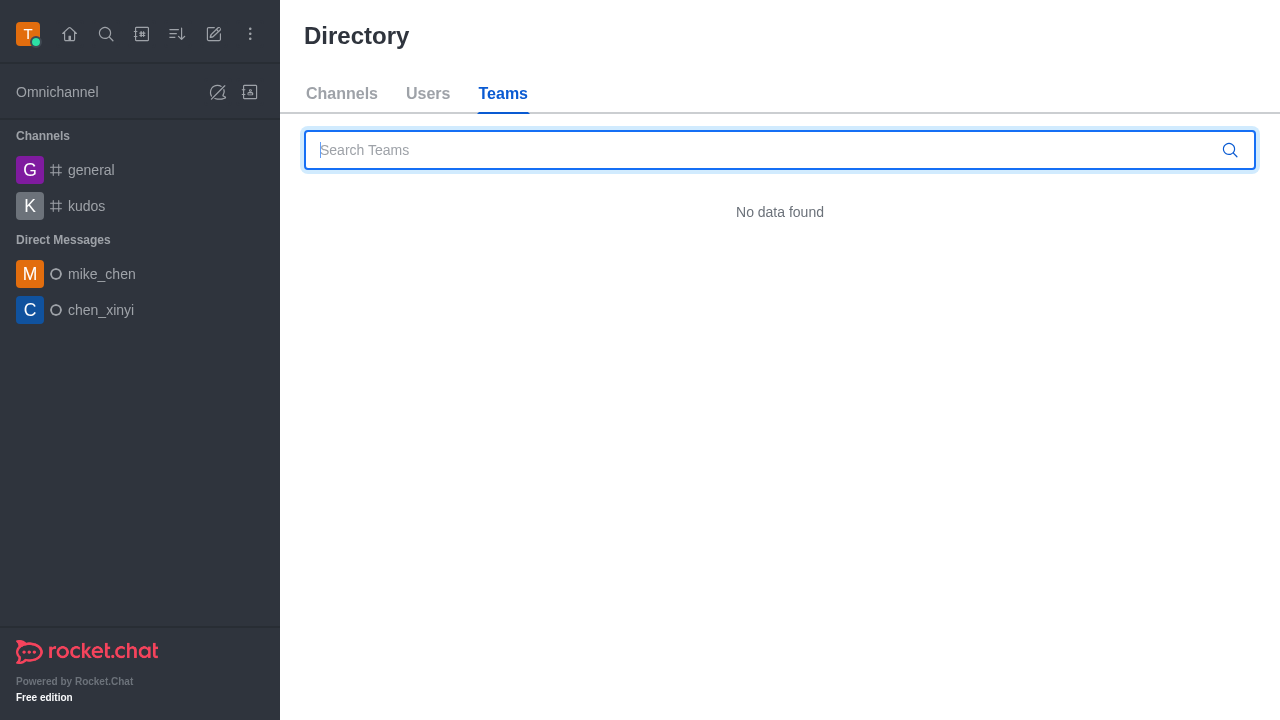 T
Directory
Channels Users Teams
Search Teams
No data found
Omnichannel
Channels
G general
K kudos
Direct Messages
M mike_chen
C chen_xinyi
rocket.chat
Powered by Rocket.Chat
Free edition